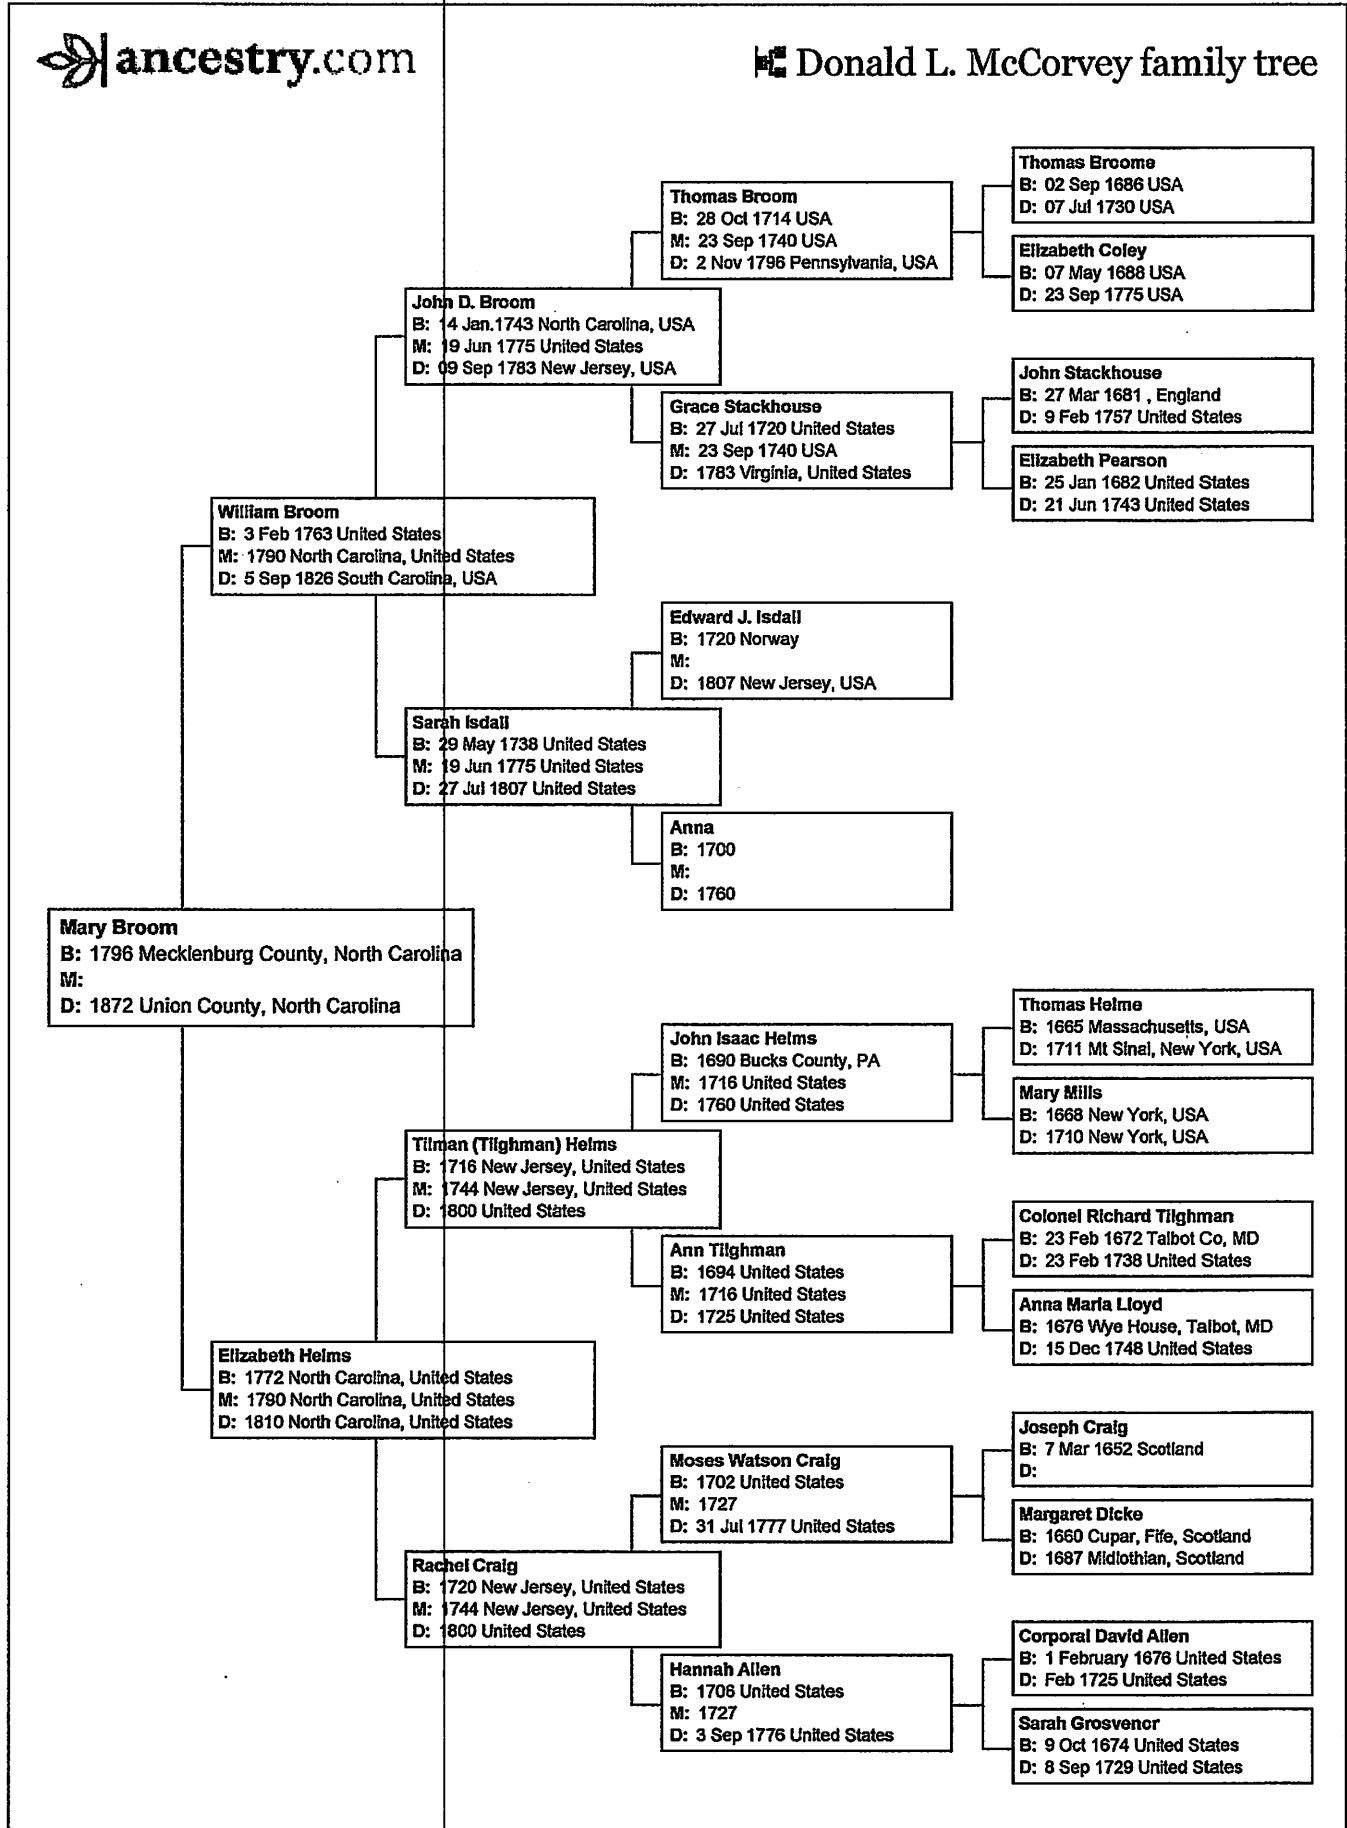 ancestry.com
Donald L. McCorvey family tree
Thomas Broome
B: 02 Sep 1686 USA
D: 07 Jul 1730 USA
Thomas Broom
B: 28 Oct 1714 USA
M: 23 Sep 1740 USA
D: 2 Nov 1796 Pennsylvania, USA
Elizabeth Coley
B: 07 May 1688 USA
D: 23 Sep 1775 USA
John D. Broom
B: 14 Jan.1743 North Carolina, USA
M: 19 Jun 1775 United States
D: 09 Sep 1783 New Jersey, USA
John Stackhouse
B: 27 Mar 1681 , England
D: 9 Feb 1757 United States
Grace Stackhouse
B: 27 Jul 1720 United States
M: 23 Sep 1740 USA
D: 1783 Virginia, United States
Elizabeth Pearson
B: 25 Jan 1682 United States
D: 21 Jun 1743 United States
William Broom
B: 3 Feb 1763 United States
M: 1790 North Carolina, United States
D: 5 Sep 1826 South Carolina, USA
Edward J. Isdall
B: 1720 Norway
M:
D: 1807 New Jersey, USA
Sarah Isdall
B: 29 May 1738 United States
M: 19 Jun 1775 United States
D: 27 Jul 1807 United States
Anna
B: 1700
M:
D: 1760
Mary Broom
B: 1796 Mecklenburg County, North Carolina
M:
D: 1872 Union County, North Carolina
Thomas Helme
B: 1665 Massachusetts, USA
D: 1711 Mt Sinai, New York, USA
John Isaac Helms
B: 1690 Bucks County, PA
M: 1716 United States
D: 1760 United States
Mary Mills
B: 1668 New York, USA
D: 1710 New York, USA
Tilman (Tilghman) Helms
B: 1716 New Jersey, United States
M: 1744 New Jersey, United States
D: 1800 United States
Colonel Richard Tilghman
B: 23 Feb 1672 Talbot Co, MD
D: 23 Feb 1738 United States
Ann Tilghman
B: 1694 United States
M: 1716 United States
D: 1725 United States
Anna Maria Lloyd
B: 1676 Wye House, Talbot, MD
D: 15 Dec 1748 United States
Elizabeth Helms
B: 1772 North Carolina, United States
M: 1790 North Carolina, United States
D: 1810 North Carolina, United States
Joseph Craig
B: 7 Mar 1652 Scotland
D:
Moses Watson Craig
B: 1702 United States
M: 1727
D: 31 Jul 1777 United States
Margaret Dicke
B: 1660 Cupar, Fife, Scotland
D: 1687 Midlothian, Scotland
Rachel Craig
B: 1720 New Jersey, United States
M: 1744 New Jersey, United States
D: 1800 United States
Corporal David Allen
B: 1 February 1676 United States
D: Feb 1725 United States
Hannah Allen
B: 1706 United States
M: 1727
D: 3 Sep 1776 United States
Sarah Grosvenor
B: 9 Oct 1674 United States
D: 8 Sep 1729 United States